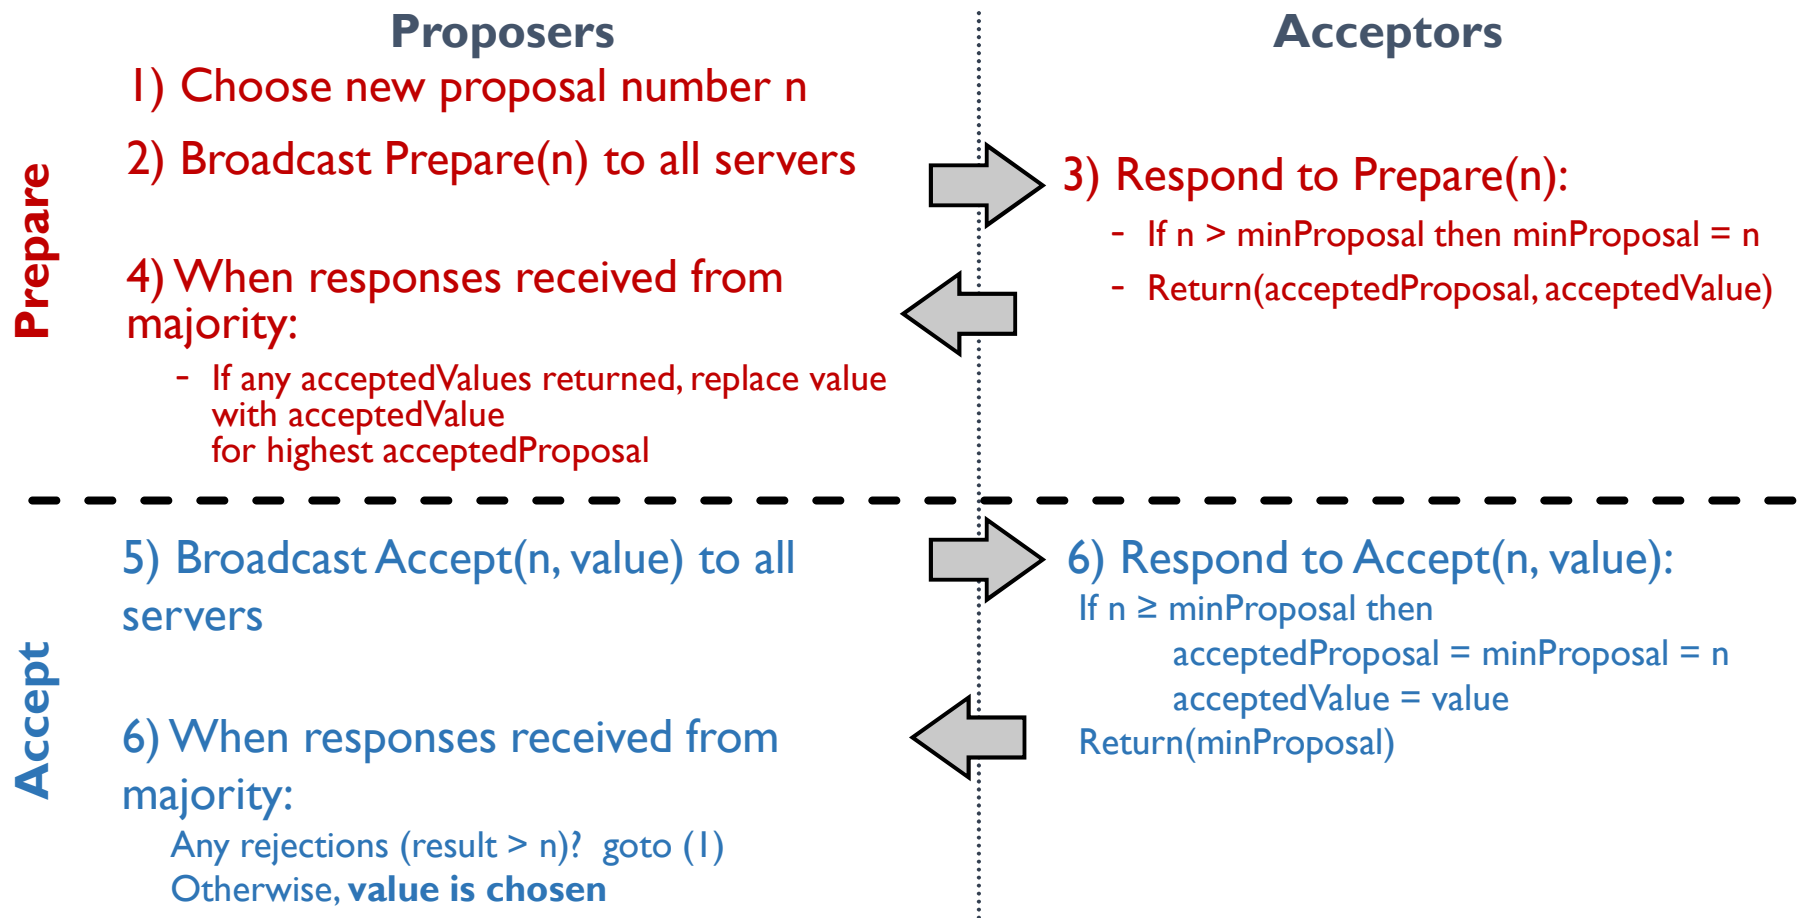 Proposers
Acceptors
Prepare
1) Choose new proposal number n
2) Broadcast Prepare(n) to all servers
3) Respond to Prepare(n):
- If n > minProposal then minProposal = n
- Return(acceptedProposal, acceptedValue)
4) When responses received from
majority:
- If any acceptedValues returned, replace value
with acceptedValue
for highest acceptedProposal
Accept
5) Broadcast Accept(n, value) to all
servers
6) Respond to Accept(n, value):
If n ≥ minProposal then
acceptedProposal = minProposal = n
acceptedValue = value
Return(minProposal)
6) When responses received from
majority:
Any rejections (result > n)? goto (1)
Otherwise, value is chosen